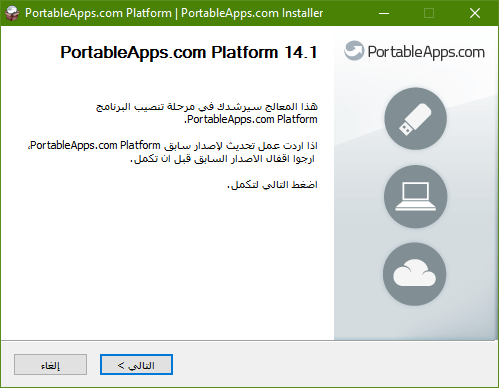 PortableApps.com Platform | PortableApps.com Installer
PortableApps.com Platform 14.1
PortableApps.com
هذا المعالج سيرشدك في مرحلة تنصيب البرنامج
PortableApps.com Platform.
اذا اردت عمل تحديث لإصدار سابق PortableApps.com Platform،
ارجوا اقفال الاصدار السابق قبل ان تكمل.
اضغط التالي لتكمل.
التالي >
إلغاء